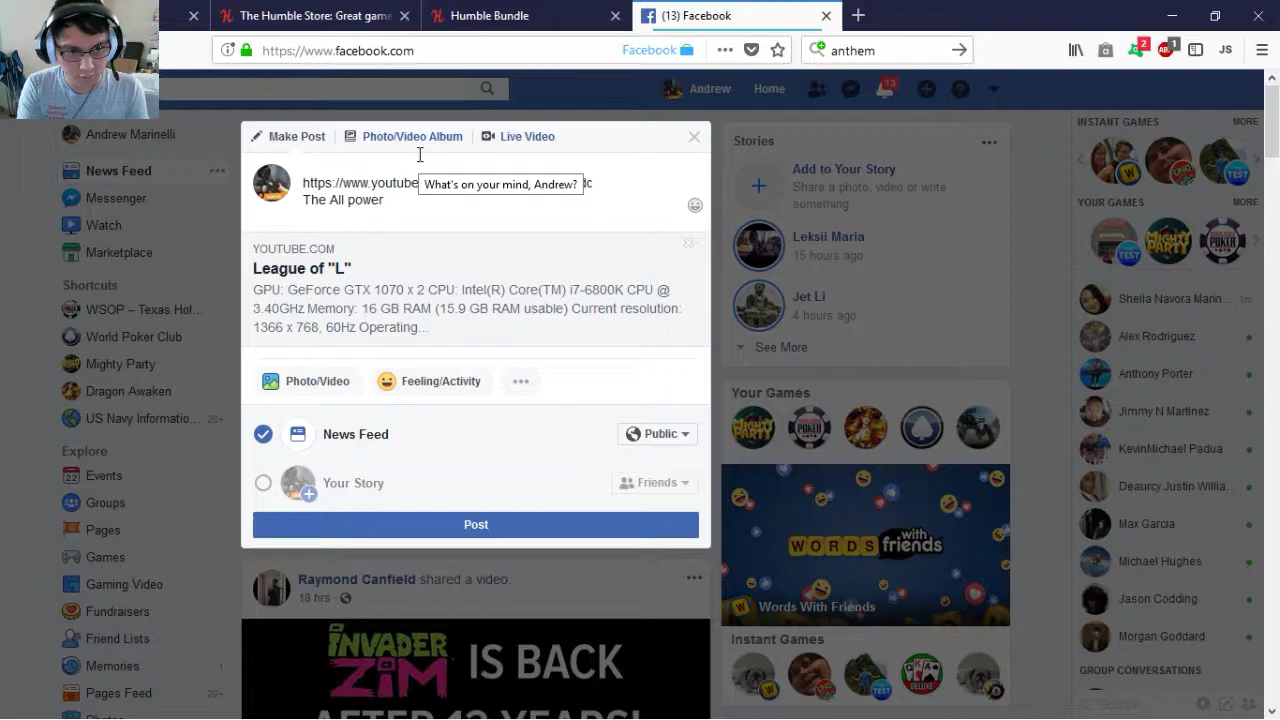 The Humble Store: Great game
Humble Bundle
(13) Facebook
https://www.facebook.com
Facebook
anthem
2
1
JS
Andrew
Home
13
Andrew Marinelli
News Feed
Messenger
Watch
Marketplace
Shortcuts
WSOP – Texas Hol...
World Poker Club
Mighty Party
Dragon Awaken
US Navy Informatio...
20+
Explore
Events
Groups
Pages
Games
Gaming Video
Fundraisers
Friend Lists
Memories
1
Pages Feed
20+
Make Post
Photo/Video Album
Live Video
https://www.youtube
What's on your mind, Andrew?
The All power
YOUTUBE.COM
League of "L"
GPU: GeForce GTX 1070 x 2 CPU: Intel(R) Core(TM) i7-6800K CPU @
3.40GHz Memory: 16 GB RAM (15.9 GB RAM usable) Current resolution:
1366 x 768, 60Hz Operating...
Photo/Video
Feeling/Activity
News Feed
Public
Your Story
Friends
Post
Raymond Canfield shared a video.
18 hrs
INVADER
ZIM
IS BACK
AFTER 12 YEARS!
Stories
Add to Your Story
Share a photo, video or write
something
Leksii Maria
15 hours ago
Jet Li
4 hours ago
See More
Your Games
WORDS with
friends
Words With Friends
Instant Games
INSTANT GAMES
MORE
YOUR GAMES
MORE
Sheila Navora Marin...
1m
Alex Rodriguez
Anthony Porter
Jimmy N Martinez
KevinMichael Padua
Deaurcy Justin Willia...
Max Garcia
Michael Hughes
Jason Codding
Morgan Goddard
GROUP CONVERSATIONS